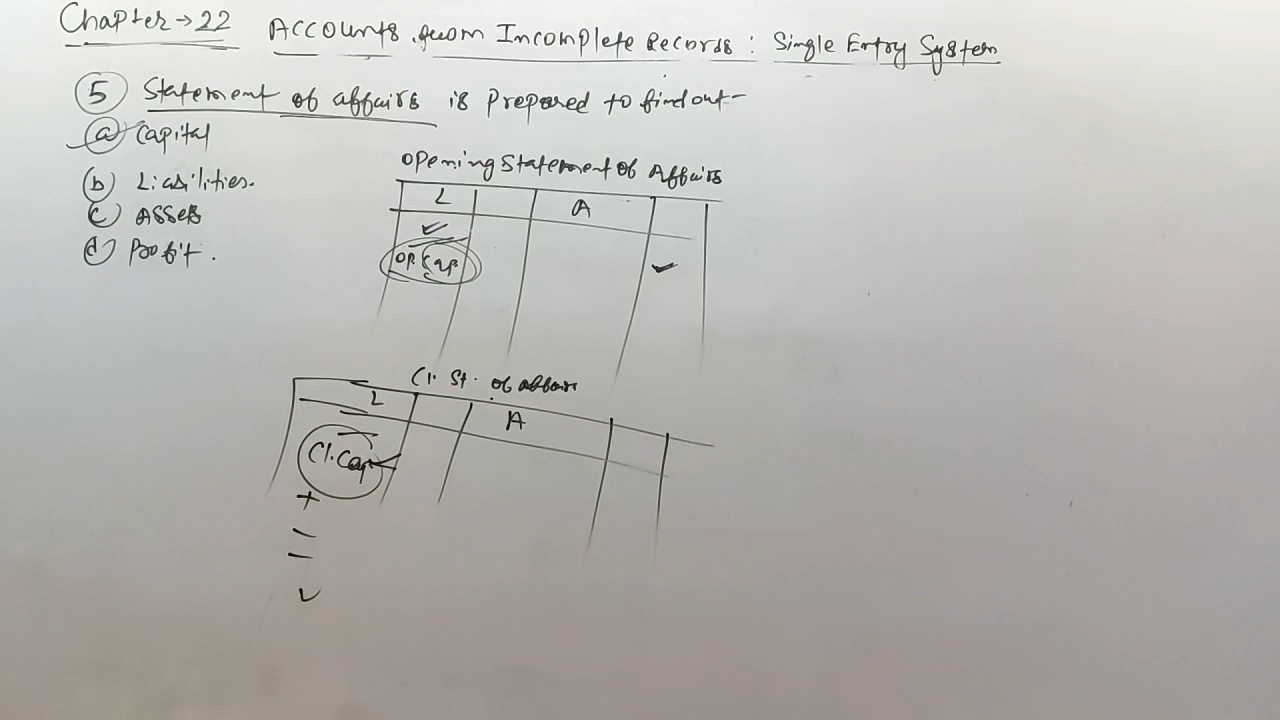 Chapter → 22 Accounts from Incomplete Records : Single Entry System
5 Statement of affairs is prepared to find out -
(a) Capital
(b) Liabilities.
(c) Assets
(d) Profit.
Opening Statement of Affairs
L A
✓
Op. Cap. ✓
Cl. St. of affairs
L A
Cl. Cap
+
-
-
✓